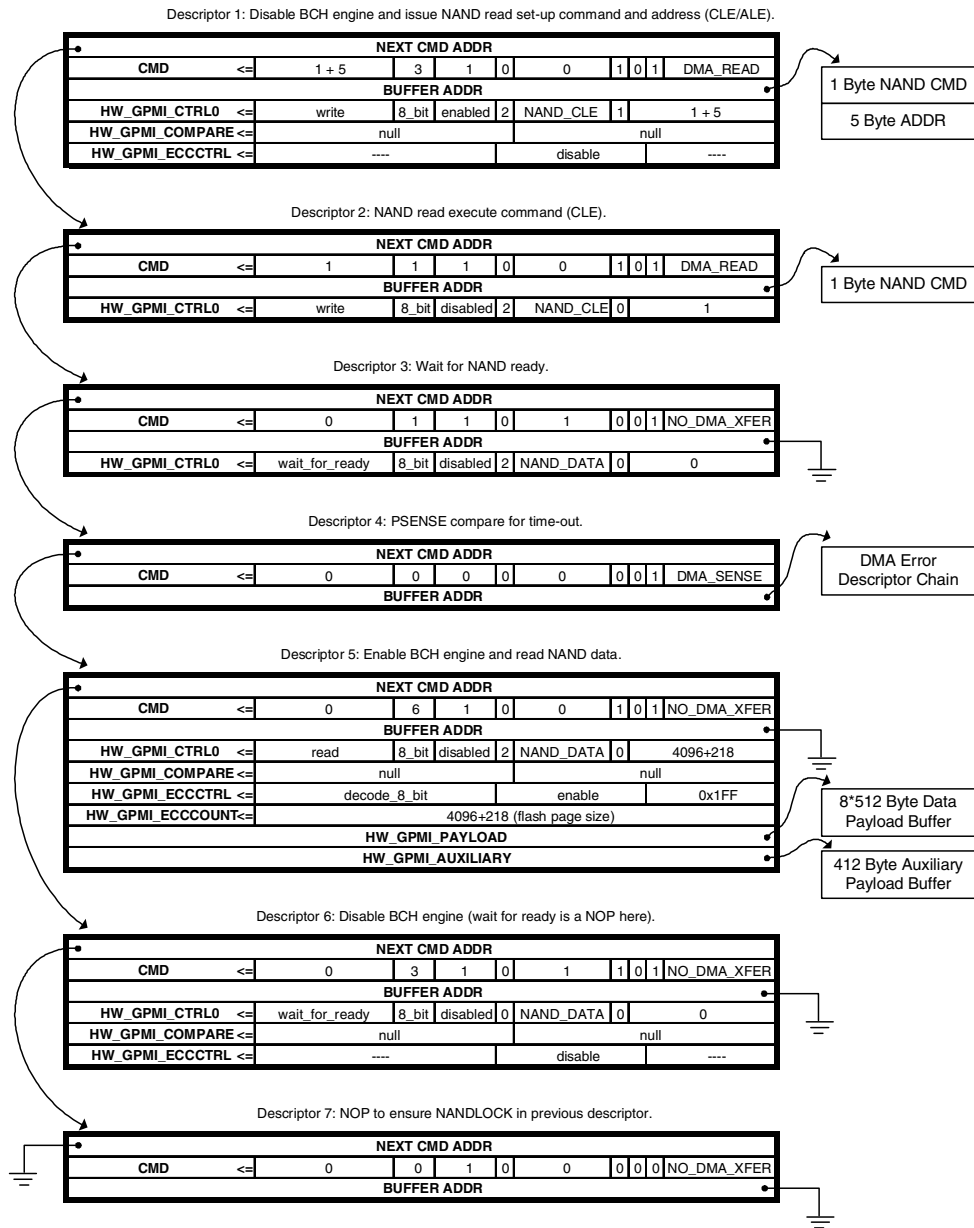 Descriptor 1: Disable BCH engine and issue NAND read set-up command and address (CLE/ALE).
NEXT CMD ADDR
CMD <= 1 + 5 3 1 0 0 1 0 1 DMA_READ
BUFFER ADDR
HW_GPMI_CTRL0 <= write 8_bit enabled 2 NAND_CLE 1 1 + 5
HW_GPMI_COMPARE <= null null
HW_GPMI_ECCCTRL <= ---- disable ----
1 Byte NAND CMD
5 Byte ADDR
Descriptor 2: NAND read execute command (CLE).
NEXT CMD ADDR
CMD <= 1 1 1 0 0 1 0 1 DMA_READ
BUFFER ADDR
HW_GPMI_CTRL0 <= write 8_bit disabled 2 NAND_CLE 0 1
1 Byte NAND CMD
Descriptor 3: Wait for NAND ready.
NEXT CMD ADDR
CMD <= 0 1 1 0 1 0 0 1 NO_DMA_XFER
BUFFER ADDR
HW_GPMI_CTRL0 <= wait_for_ready 8_bit disabled 2 NAND_DATA 0 0
Descriptor 4: PSENSE compare for time-out.
NEXT CMD ADDR
CMD <= 0 0 0 0 0 0 0 1 DMA_SENSE
BUFFER ADDR
DMA Error
Descriptor Chain
Descriptor 5: Enable BCH engine and read NAND data.
NEXT CMD ADDR
CMD <= 0 6 1 0 0 1 0 1 NO_DMA_XFER
BUFFER ADDR
HW_GPMI_CTRL0 <= read 8_bit disabled 2 NAND_DATA 0 4096+218
HW_GPMI_COMPARE <= null null
HW_GPMI_ECCCTRL <= decode_8_bit enable 0x1FF
HW_GPMI_ECCCOUNT<= 4096+218 (flash page size)
HW_GPMI_PAYLOAD
HW_GPMI_AUXILIARY
8*512 Byte Data
Payload Buffer
412 Byte Auxiliary
Payload Buffer
Descriptor 6: Disable BCH engine (wait for ready is a NOP here).
NEXT CMD ADDR
CMD <= 0 3 1 0 1 1 0 1 NO_DMA_XFER
BUFFER ADDR
HW_GPMI_CTRL0 <= wait_for_ready 8_bit disabled 0 NAND_DATA 0 0
HW_GPMI_COMPARE <= null null
HW_GPMI_ECCCTRL <= ---- disable ----
Descriptor 7: NOP to ensure NANDLOCK in previous descriptor.
NEXT CMD ADDR
CMD <= 0 0 1 0 0 0 0 0 NO_DMA_XFER
BUFFER ADDR